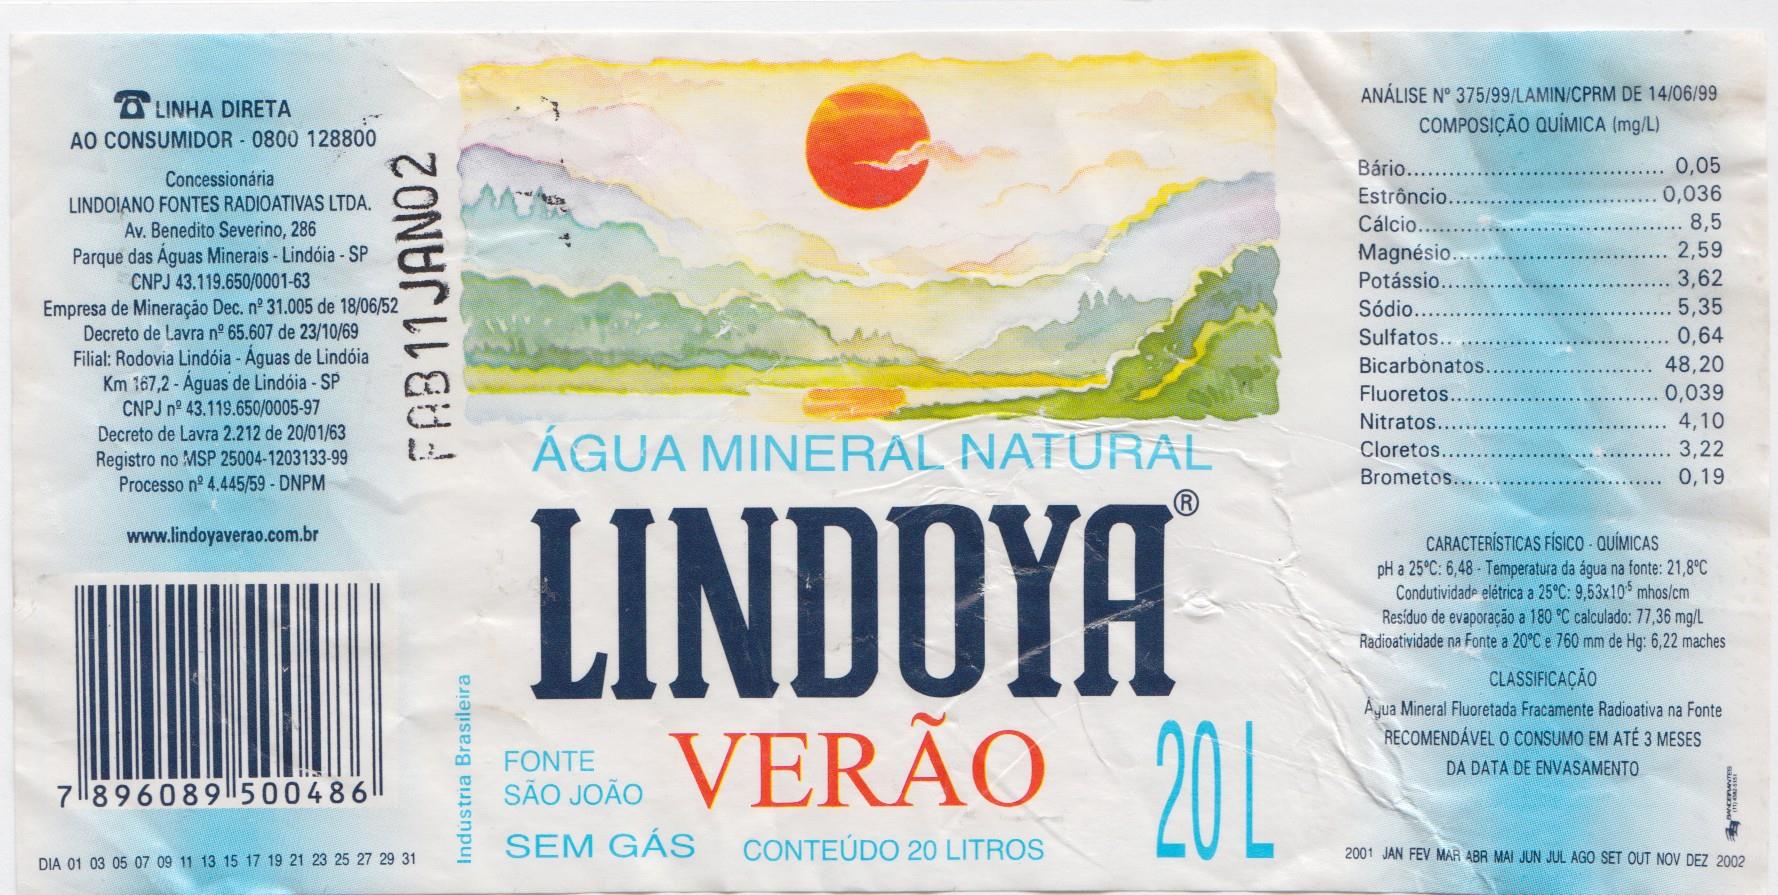 LINHA DIRETA
AO CONSUMIDOR - 0800 128800
Concessionária
LINDOIANO FONTES RADIOATIVAS LTDA.
Av. Benedito Severino, 286
Parque das Águas Minerais - Lindóia - SP
CNPJ 43.119.650/0001-63
Empresa de Mineração Dec. nº 31.005 de 18/06/52
Decreto de Lavra nº 65.607 de 23/10/69
Filial: Rodovia Lindóia - Águas de Lindóia
Km 167,2 - Águas de Lindóia - SP
CNPJ nº 43.119.650/0005-97
Decreto de Lavra 2.212 de 20/01/63
Registro no MSP 25004-1203133-99
Processo nº 4.445/59 - DNPM
www.lindoyaverao.com.br
7 896089 500486
DIA 01 03 05 07 09 11 13 15 17 19 21 23 25 27 29 31
FAB 11 JAN02
ÁGUA MINERAL NATURAL
LINDOYA®
VERÃO
Industria Brasileira
FONTE
SÃO JOÃO
SEM GÁS
CONTEÚDO 20 LITROS
20 L
ANÁLISE Nº 375/99/LAMIN/CPRM DE 14/06/99
COMPOSIÇÃO QUÍMICA (mg/L)
Bário.................................... 0,05
Estrôncio............................. 0,036
Cálcio..................................... 8,5
Magnésio.............................. 2,59
Potássio................................ 3,62
Sódio.................................... 5,35
Sulfatos................................. 0,64
Bicarbonatos....................... 48,20
Fluoretos............................. 0,039
Nitratos................................ 4,10
Cloretos................................ 3,22
Brometos............................. 0,19
CARACTERÍSTICAS FÍSICO - QUÍMICAS
pH a 25ºC: 6,48 - Temperatura da água na fonte: 21,8ºC
Condutividade elétrica a 25ºC: 9,53x10⁻⁵ mhos/cm
Resíduo de evaporação a 180 ºC calculado: 77,36 mg/L
Radioatividade na Fonte a 20ºC e 760 mm de Hg: 6,22 maches
CLASSIFICAÇÃO
Água Mineral Fluoretada Fracamente Radioativa na Fonte
RECOMENDÁVEL O CONSUMO EM ATÉ 3 MESES
DA DATA DE ENVASAMENTO
2001 JAN FEV MAR ABR MAI JUN JUL AGO SET OUT NOV DEZ 2002